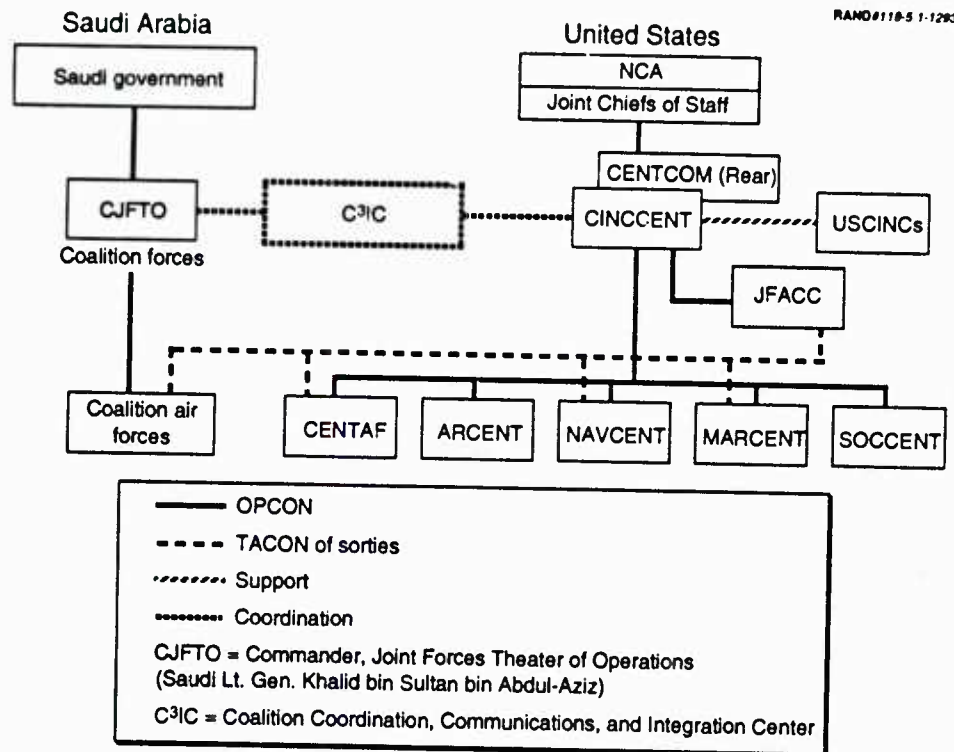 RAND#118-5 1-1293
Saudi Arabia
United States
Saudi government
NCA
Joint Chiefs of Staff
CENTCOM (Rear)
CJFTO
C³IC
CINCCENT
USCINCs
Coalition forces
JFACC
Coalition air
forces
CENTAF
ARCENT
NAVCENT
MARCENT
SOCCENT
OPCON
TACON of sorties
Support
Coordination
CJFTO = Commander, Joint Forces Theater of Operations
(Saudi Lt. Gen. Khalid bin Sultan bin Abdul-Aziz)
C³IC = Coalition Coordination, Communications, and Integration Center